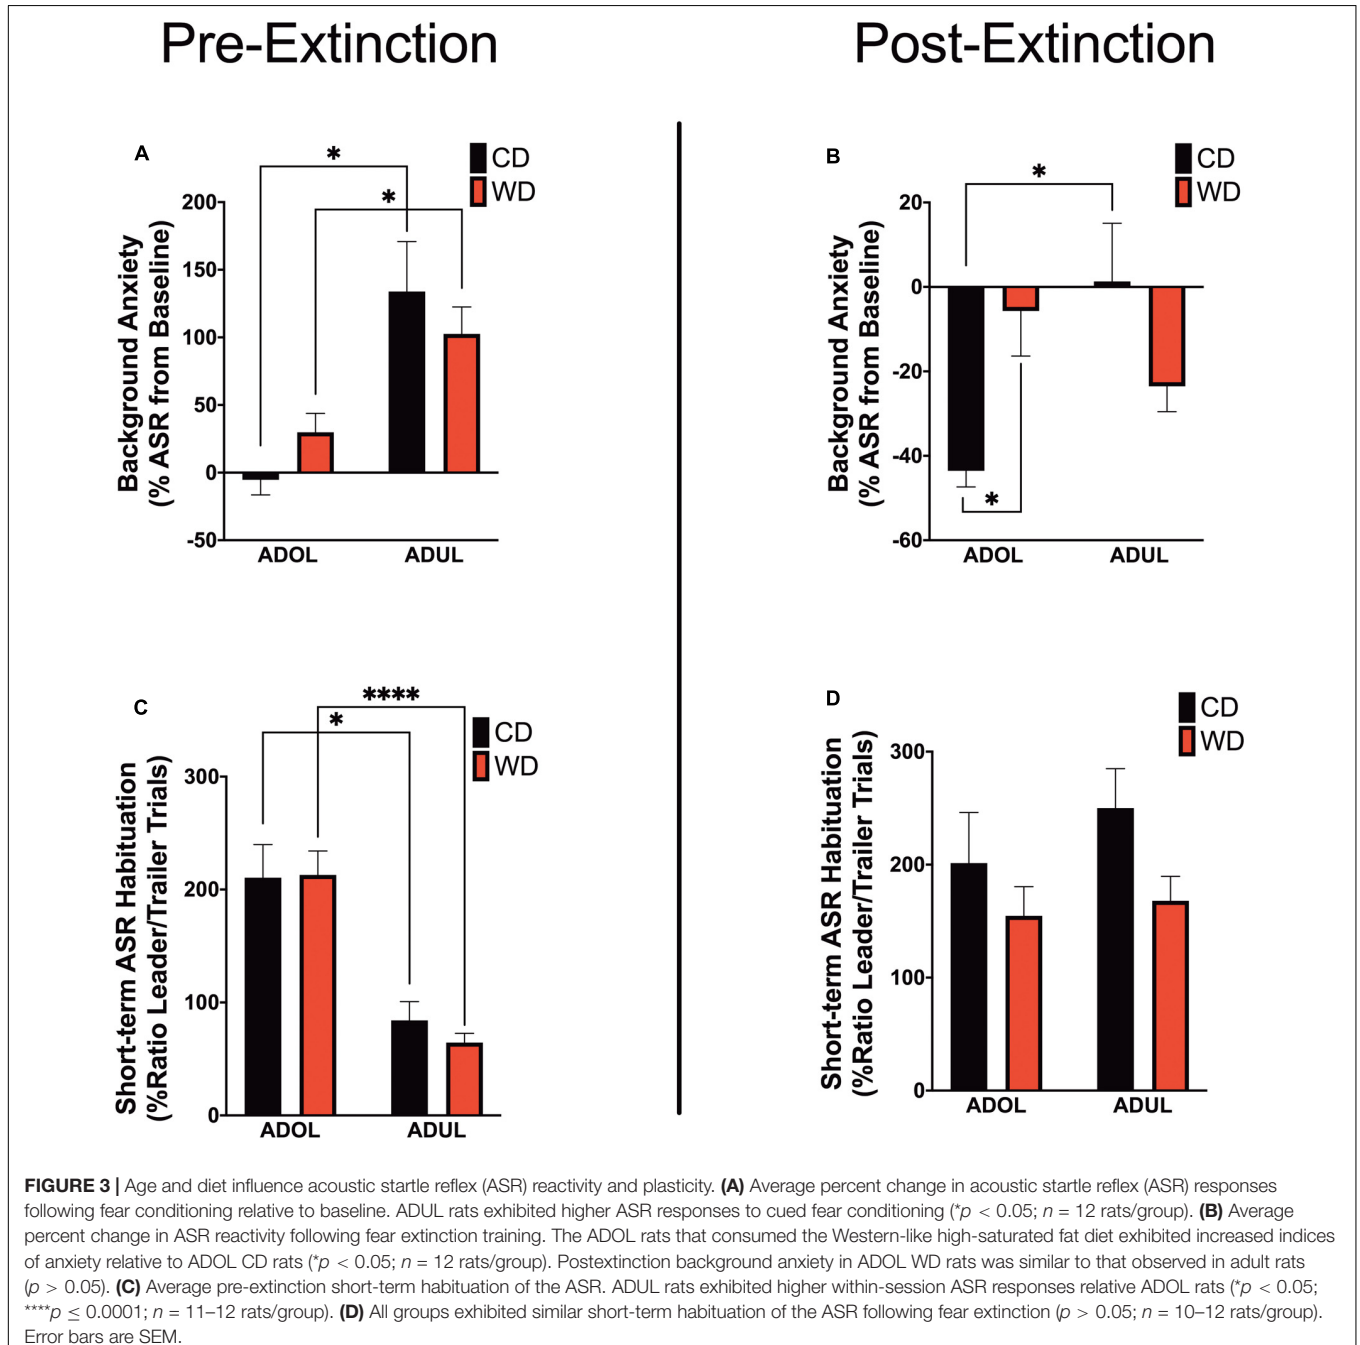 Pre-Extinction
Post-Extinction
A
*
*
CD
WD
Background Anxiety
(% ASR from Baseline)
200
150
100
50
0
-50
ADOL
ADUL
B
*
CD
WD
Background Anxiety
(% ASR from Baseline)
20
0
-20
-40
-60
*
ADOL
ADUL
C
****
*
CD
WD
Short-term ASR Habituation
(%Ratio Leader/Trailer Trials)
300
200
100
0
ADOL
ADUL
D
CD
WD
Short-term ASR Habituation
(%Ratio Leader/Trailer Trials)
300
200
100
0
ADOL
ADUL
FIGURE 3 | Age and diet influence acoustic startle reflex (ASR) reactivity and plasticity. (A) Average percent change in acoustic startle reflex (ASR) responses
following fear conditioning relative to baseline. ADUL rats exhibited higher ASR responses to cued fear conditioning (*p < 0.05; n = 12 rats/group). (B) Average
percent change in ASR reactivity following fear extinction training. The ADOL rats that consumed the Western-like high-saturated fat diet exhibited increased indices
of anxiety relative to ADOL CD rats (*p < 0.05; n = 12 rats/group). Postextinction background anxiety in ADOL WD rats was similar to that observed in adult rats
(p > 0.05). (C) Average pre-extinction short-term habituation of the ASR. ADUL rats exhibited higher within-session ASR responses relative ADOL rats (*p < 0.05;
****p ≤ 0.0001; n = 11–12 rats/group). (D) All groups exhibited similar short-term habituation of the ASR following fear extinction (p > 0.05; n = 10–12 rats/group).
Error bars are SEM.